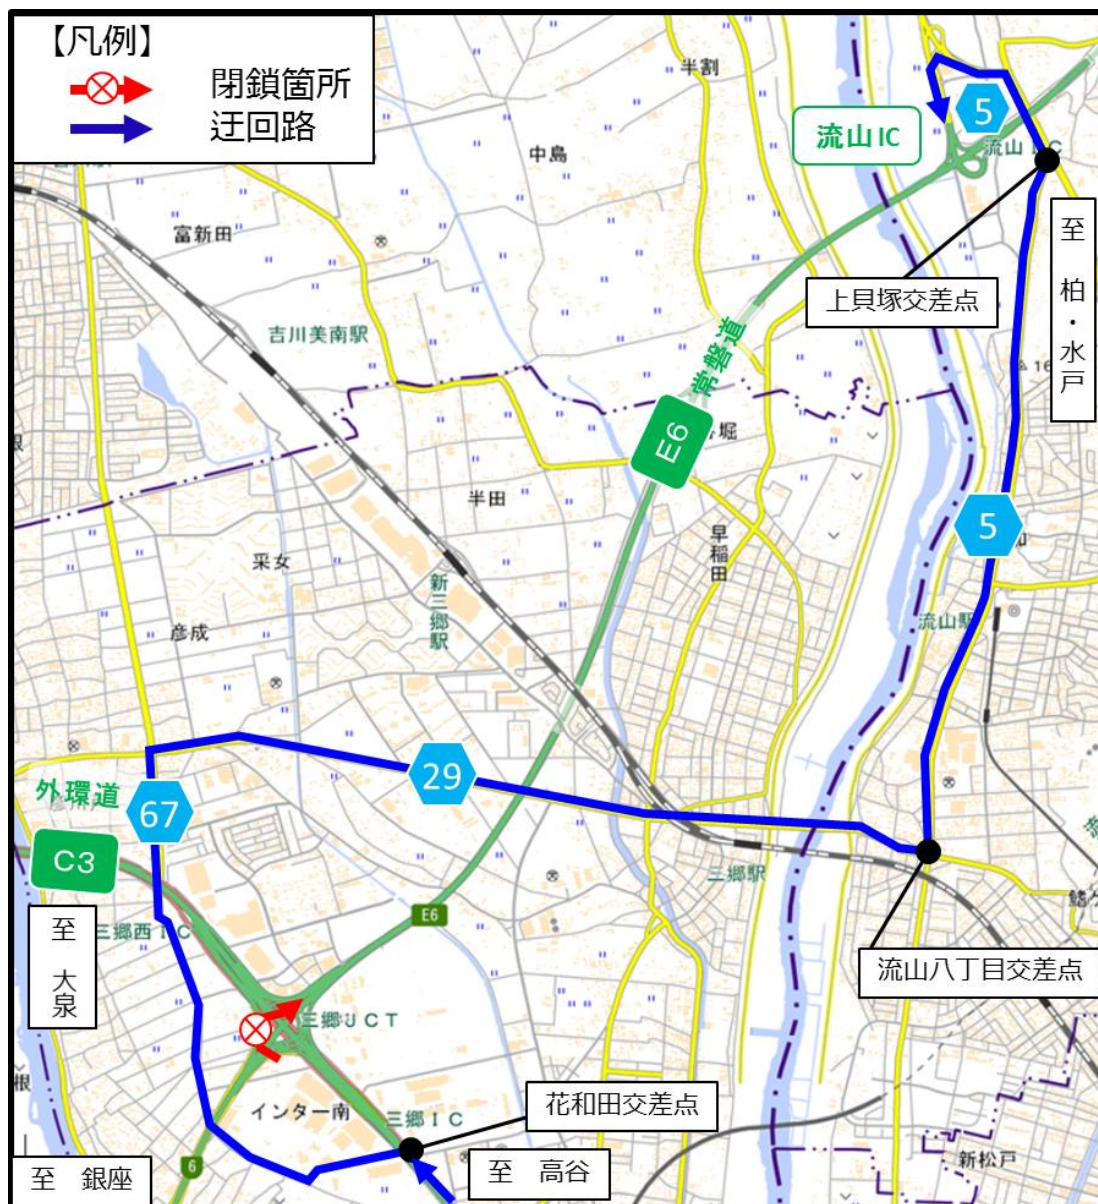 【凡例】
閉鎖箇所
迂回路
半割
流山IC
5
流山IC
中島
富新田
至 柏・水戸
上貝塚交差点
吉川美南駅
常磐道
E6
堀
半田
早稲田
5
采女
新三郷駅
彦成
流山駅
外環道
67
29
C3
三郷駅
E6
三郷西IC
至 大泉
流山八丁目交差点
三郷JCT
インター南
三郷IC
花和田交差点
至 銀座
6
至 高谷
新松戸